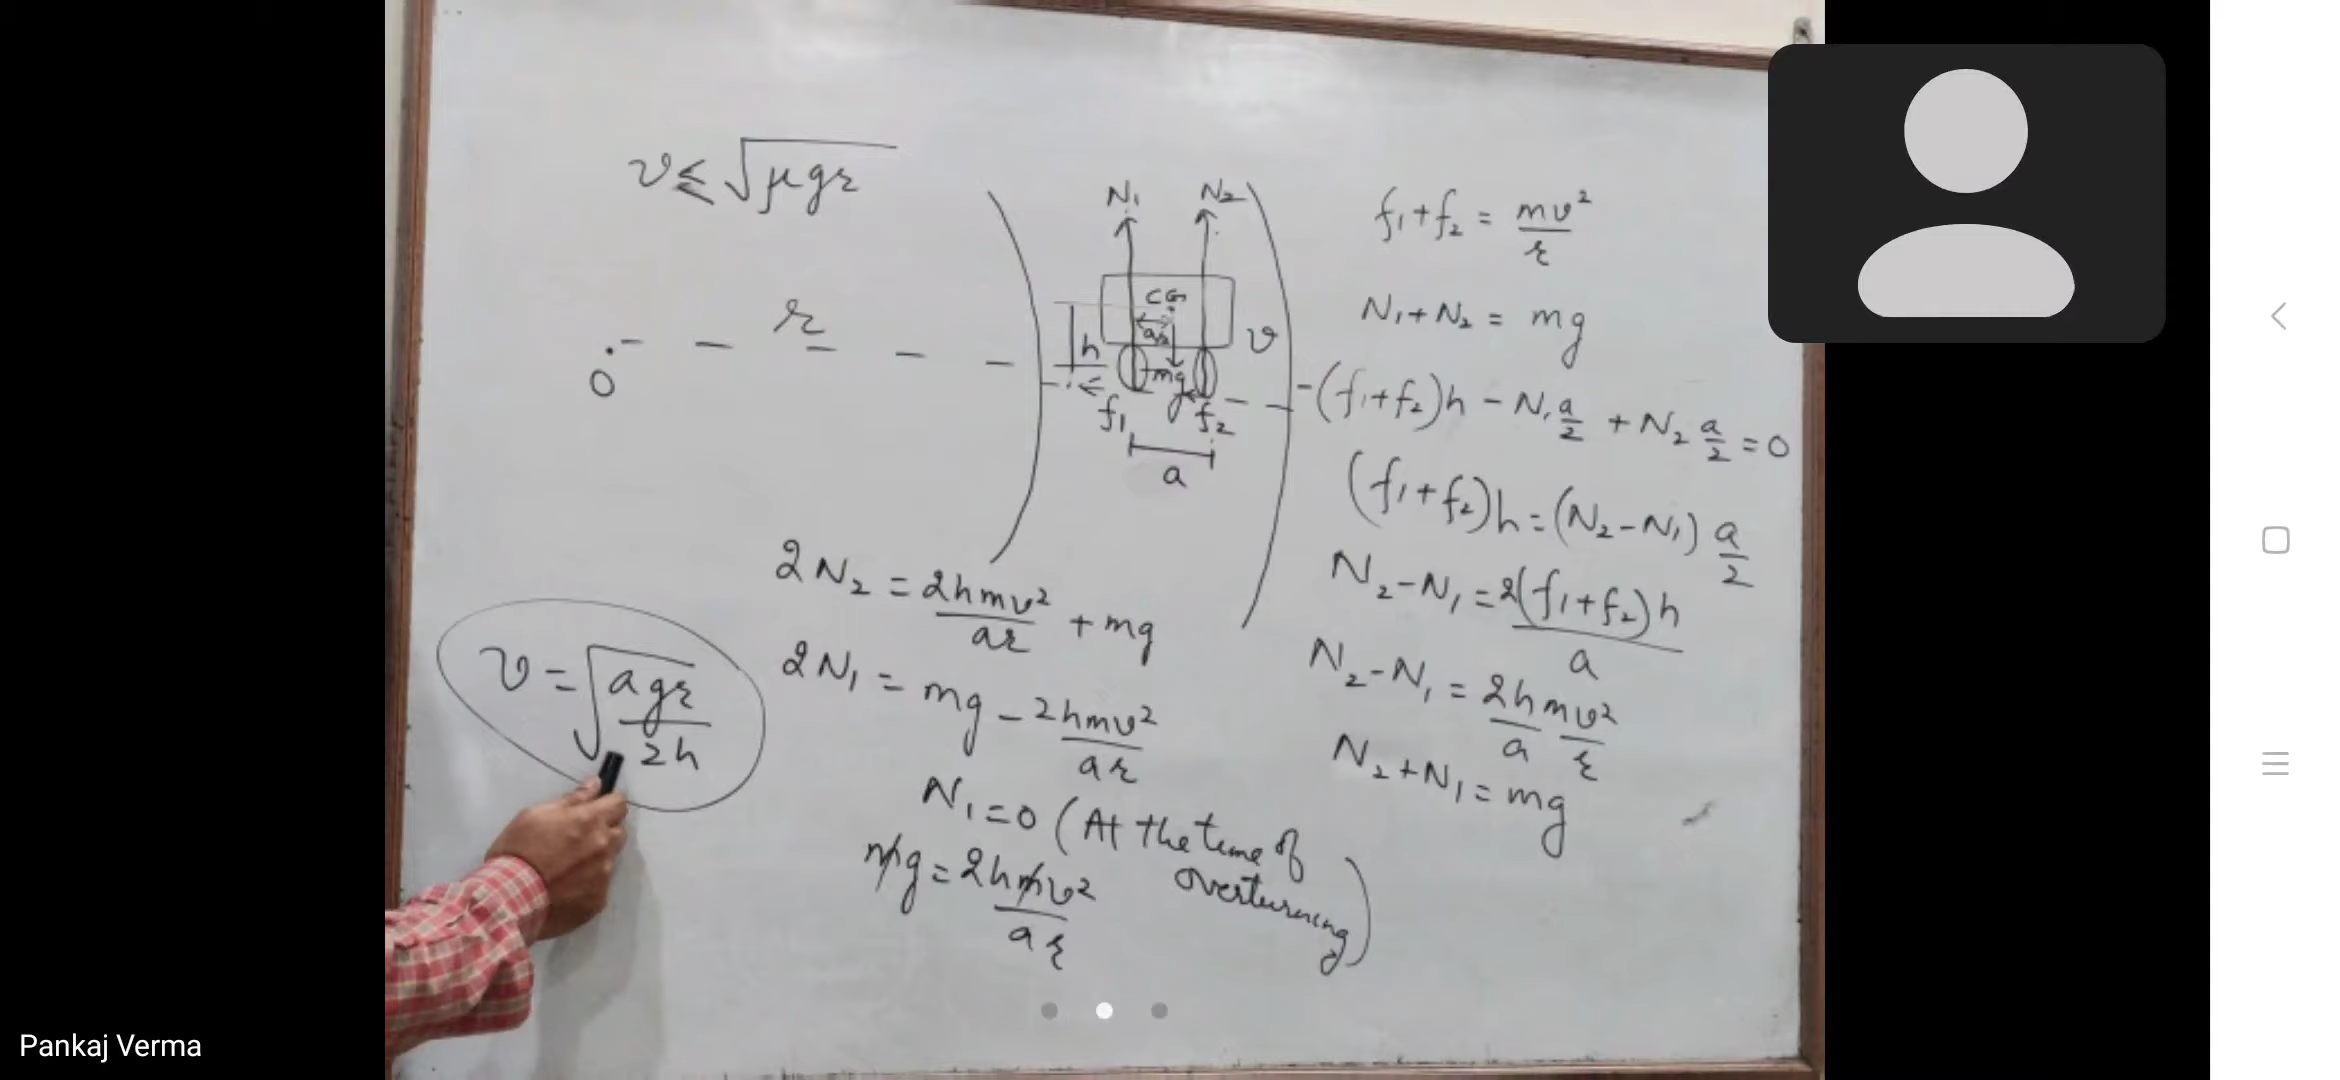 v ≤ √μgr
r
O
N₁ N₂
CG
a/2
h
mg
v
f₁ f₂
a
f₁+f₂ = mv²/r
N₁+N₂ = mg
-(f₁+f₂)h - N₁ a/2 + N₂ a/2 = 0
(f₁+f₂)h = (N₂-N₁) a/2
N₂-N₁ = 2(f₁+f₂)h/a
N₂-N₁ = 2h/a mv²/r
N₂+N₁ = mg
2N₂ = 2hmv²/ar + mg
2N₁ = mg - 2hmv²/ar
N₁=0 (At the time of
overturning)
mg = 2hmv²/ar
v = √agr/2h
Pankaj Verma